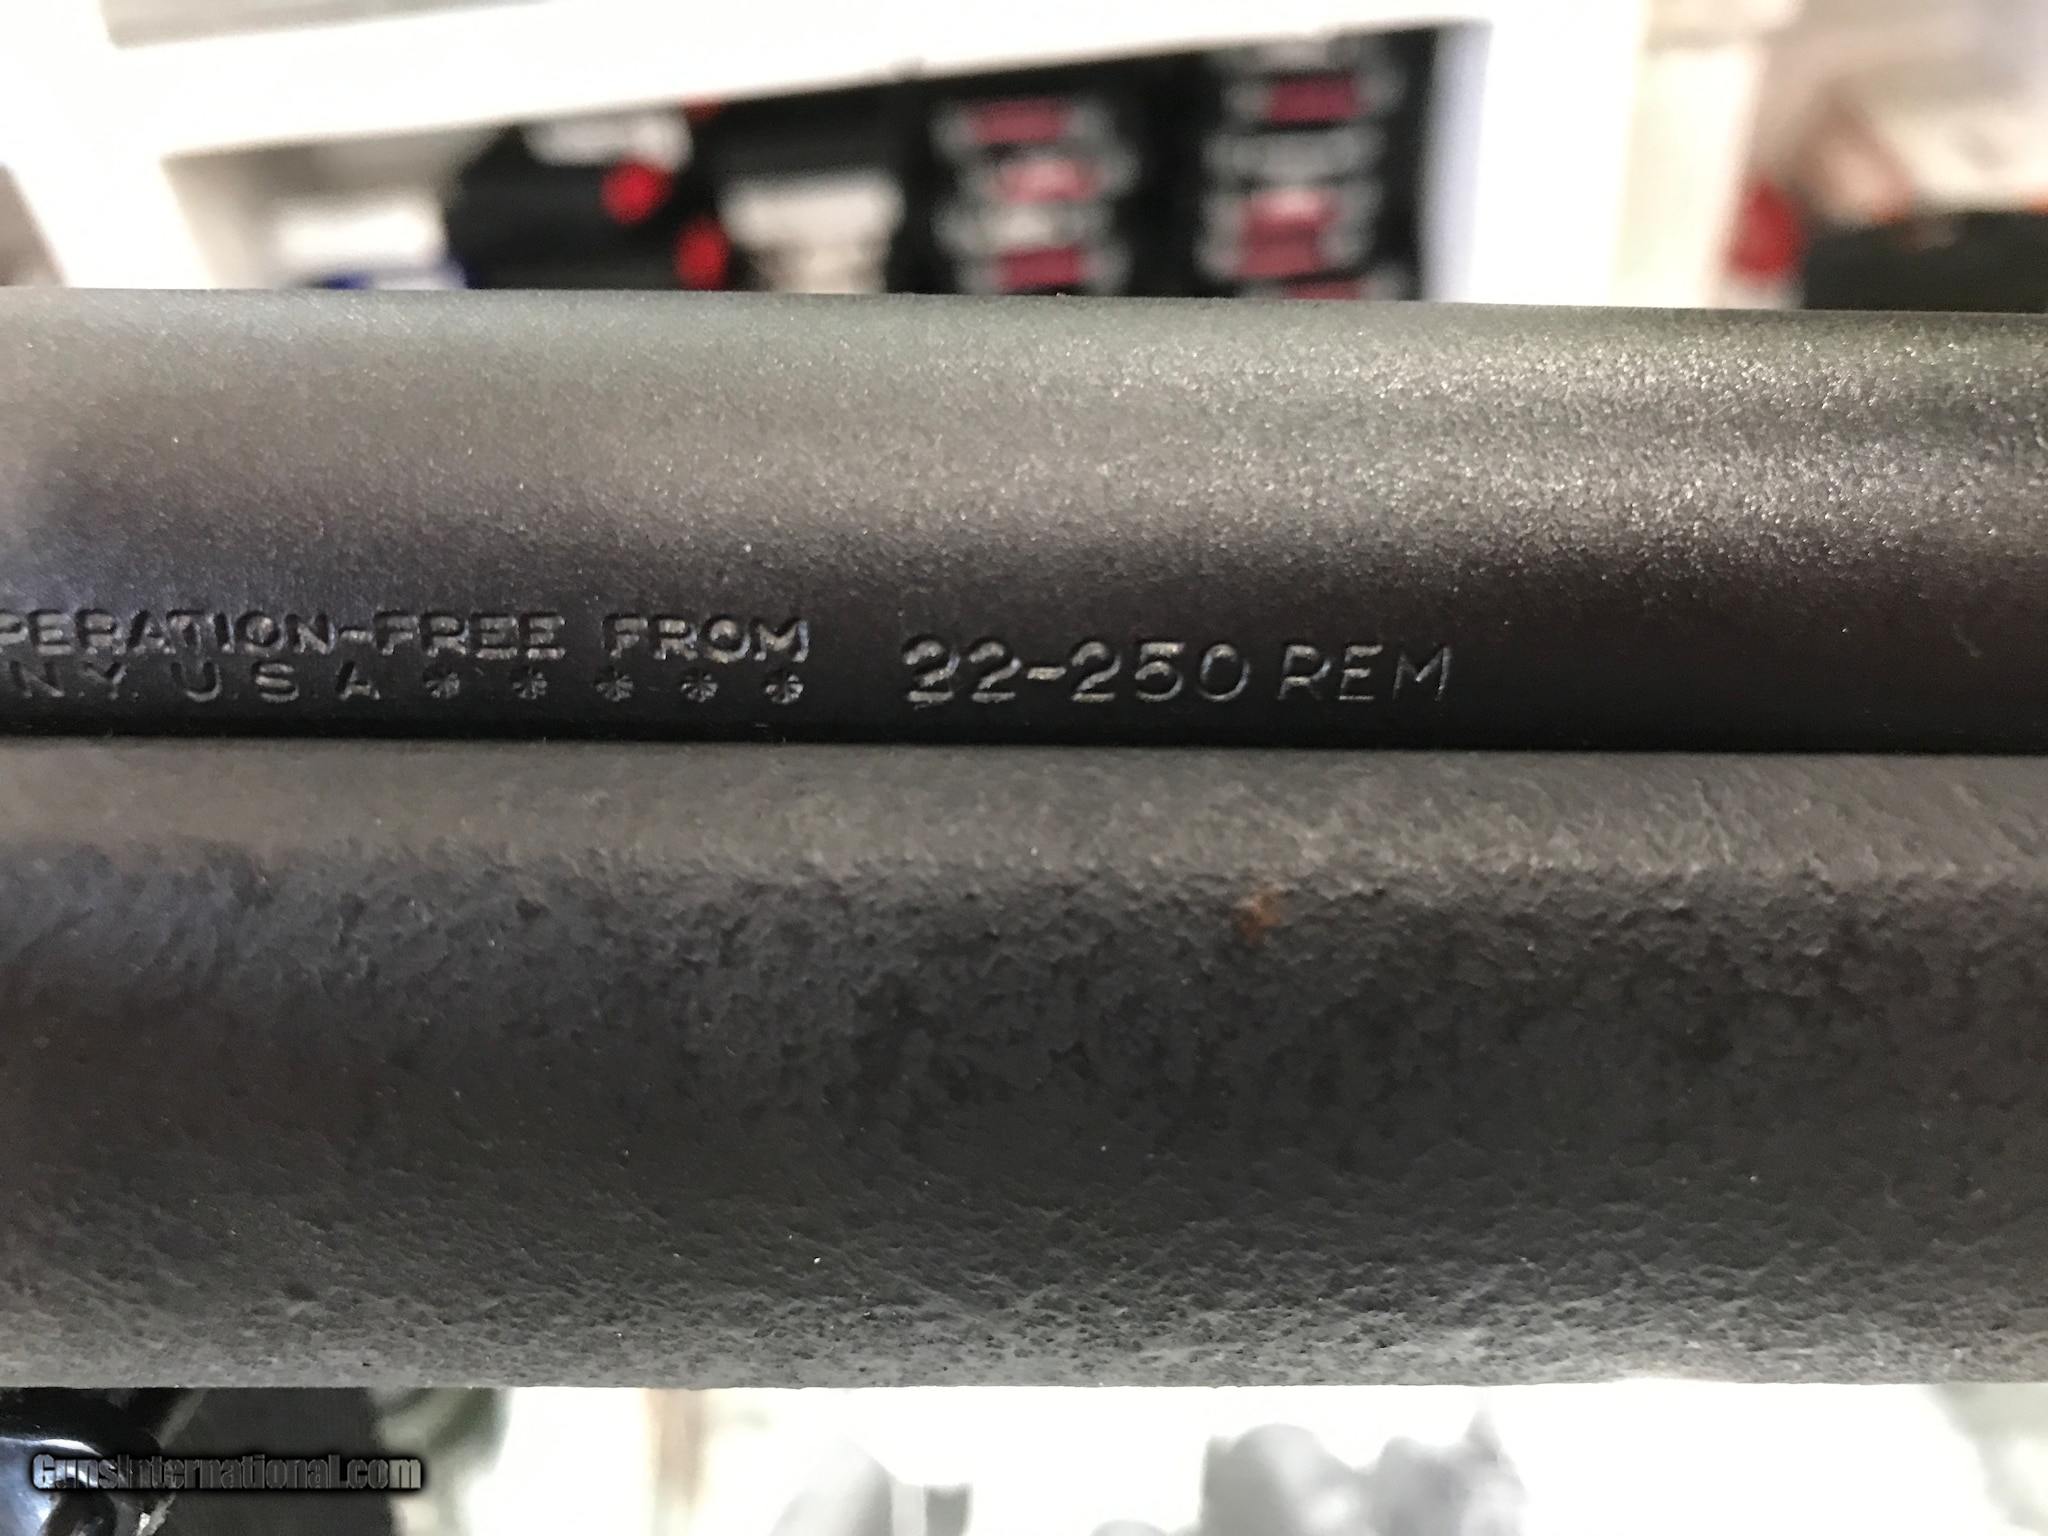 PERATION-FREE FROM
N.Y. U.S.A * * * * * 22-250 REM
GunsInternational.com